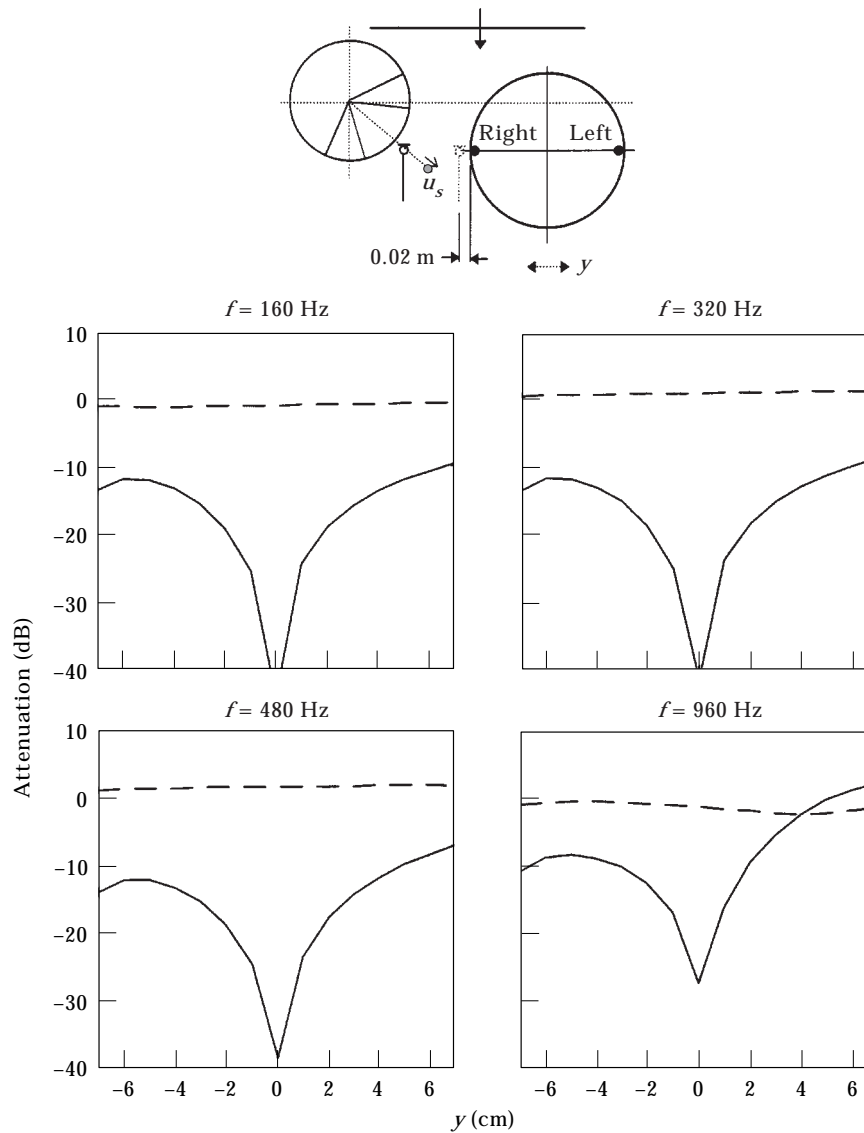 Right Left
u_s
0.02 m
y
f = 160 Hz
f = 320 Hz
10
0
−10
−20
−30
−40
f = 480 Hz
f = 960 Hz
10
0
−10
−20
−30
−40
−6 −4 −2 0 2 4 6
−6 −4 −2 0 2 4 6
Attenuation (dB)
y (cm)